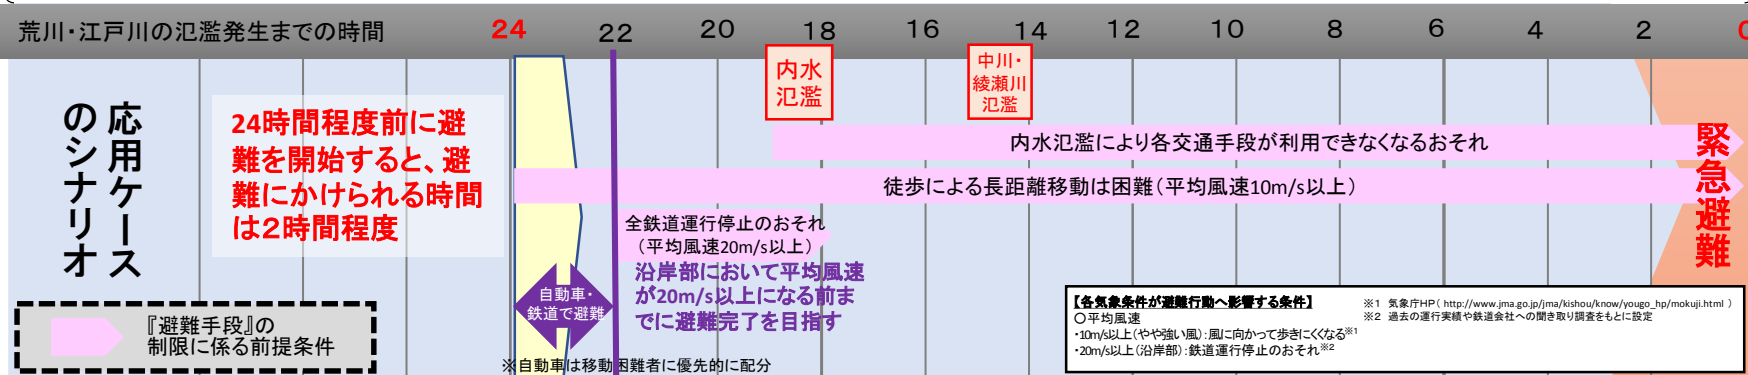 荒川・江戸川の氾濫発生までの時間
24 22 20 18 16 14 12 10 8 6 4 2 0
内水
氾濫
中川・
綾瀬川
氾濫
応用ケース
のシナリオ
24時間程度前に避
難を開始すると、避
難にかけられる時間
は2時間程度
内水氾濫により各交通手段が利用できなくなるおそれ
徒歩による長距離移動は困難(平均風速10m/s以上)
全鉄道運行停止のおそれ
(平均風速20m/s以上)
緊急避難
自動車・
鉄道で避難
沿岸部において平均風速
が20m/s以上になる前ま
でに避難完了を目指す
『避難手段』の
制限に係る前提条件
※自動車は移動困難者に優先的に配分
【各気象条件が避難行動へ影響する条件】
〇平均風速
・10m/s以上(やや強い風):風に向かって歩きにくくなる※1
・20m/s以上(沿岸部):鉄道運行停止のおそれ※2
※1 気象庁HP( http://www.jma.go.jp/jma/kishou/know/yougo_hp/mokuji.html )
※2 過去の運行実績や鉄道会社への聞き取り調査をもとに設定